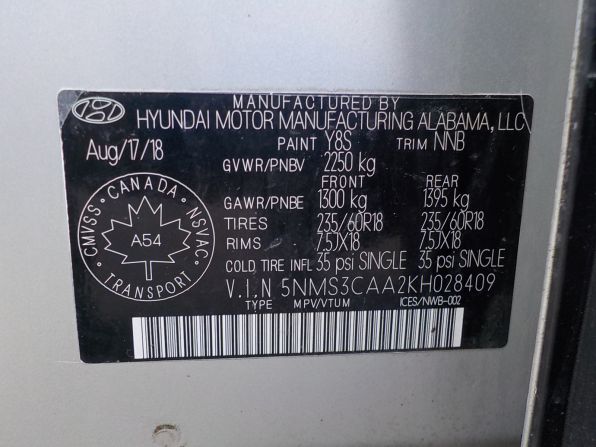 MANUFACTURED BY
HYUNDAI MOTOR MANUFACTURING ALABAMA, LLC
Aug/17/18
PAINT Y8S TRIM NNB
GVWR/PNBV 2250 kg
FRONT REAR
GAWR/PNBE 1300 kg 1395 kg
TIRES 235/60R18 235/60R18
RIMS 7.5JX18 7.5JX18
COLD TIRE INFL 35 psi SINGLE 35 psi SINGLE
V.I.N 5NMS3CAA2KH028409
TYPE MPV/VTUM ICES/NWB-002
CMVSS • CANADA • NSVAC
A54
TRANSPORT